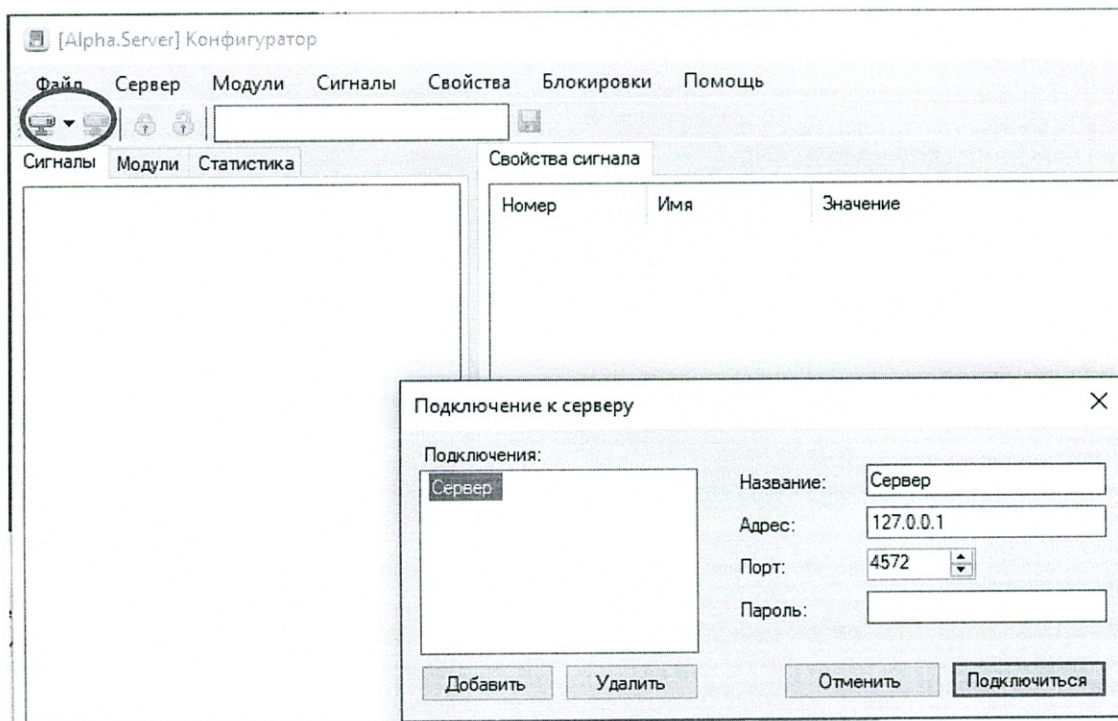 [Alpha.Server] Конфигуратор
Файл Сервер Модули Сигналы Свойства Блокировки Помощь
Сигналы Модули Статистика
Свойства сигнала
Номер Имя Значение
Подключение к серверу
Подключения:
Сервер
Название: Сервер
Адрес: 127.0.0.1
Порт: 4572
Пароль:
Добавить Удалить Отменить Подключиться